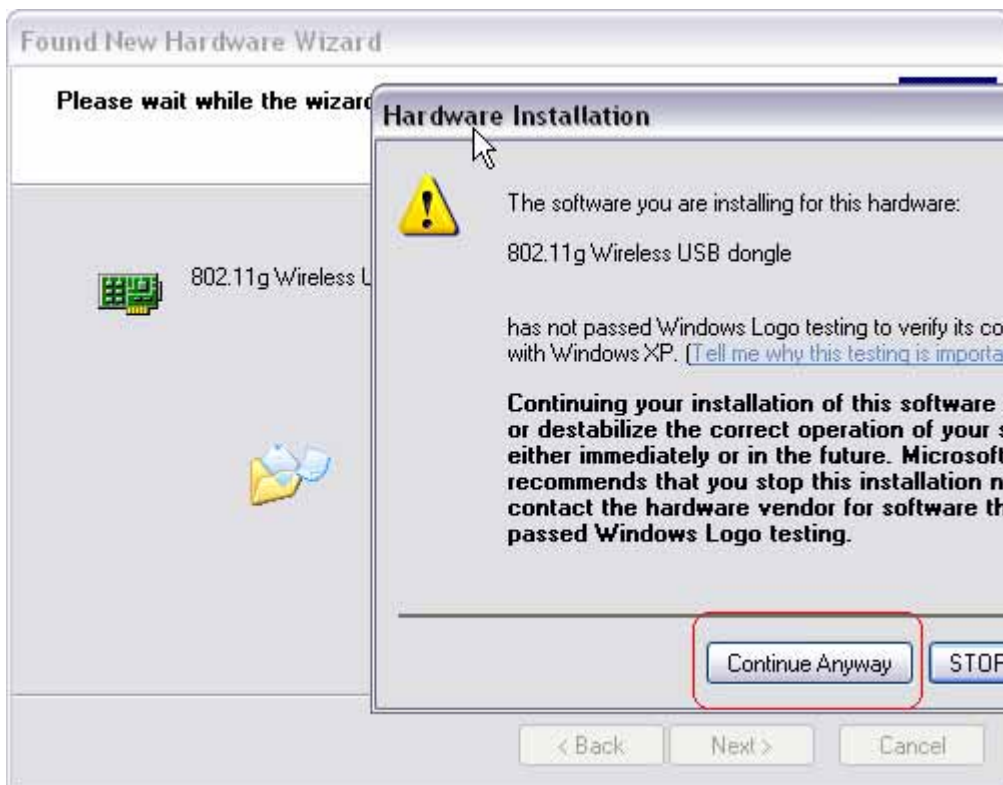 Found New Hardware Wizard
Please wait while the wizard
Hardware Installation
The software you are installing for this hardware:
802.11g Wireless USB dongle
802.11g Wireless U
has not passed Windows Logo testing to verify its co
with Windows XP. (Tell me why this testing is importa
Continuing your installation of this software
or destabilize the correct operation of your s
either immediately or in the future. Microsoft
recommends that you stop this installation n
contact the hardware vendor for software th
passed Windows Logo testing.
Continue Anyway
STOP
< Back
Next >
Cancel